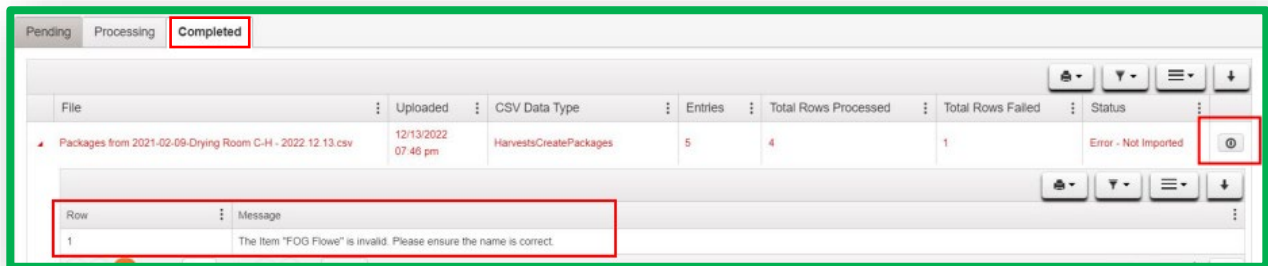 Pending Processing Completed
File Uploaded CSV Data Type Entries Total Rows Processed Total Rows Failed Status
Packages from 2021-02-09-Drying Room C-H - 2022 12.13.csv 12/13/2022 07:46 pm HarvestsCreatePackages 5 4 1 Error - Not Imported
Row Message
1 The Item "FOG Flowe" is invalid. Please ensure the name is correct.